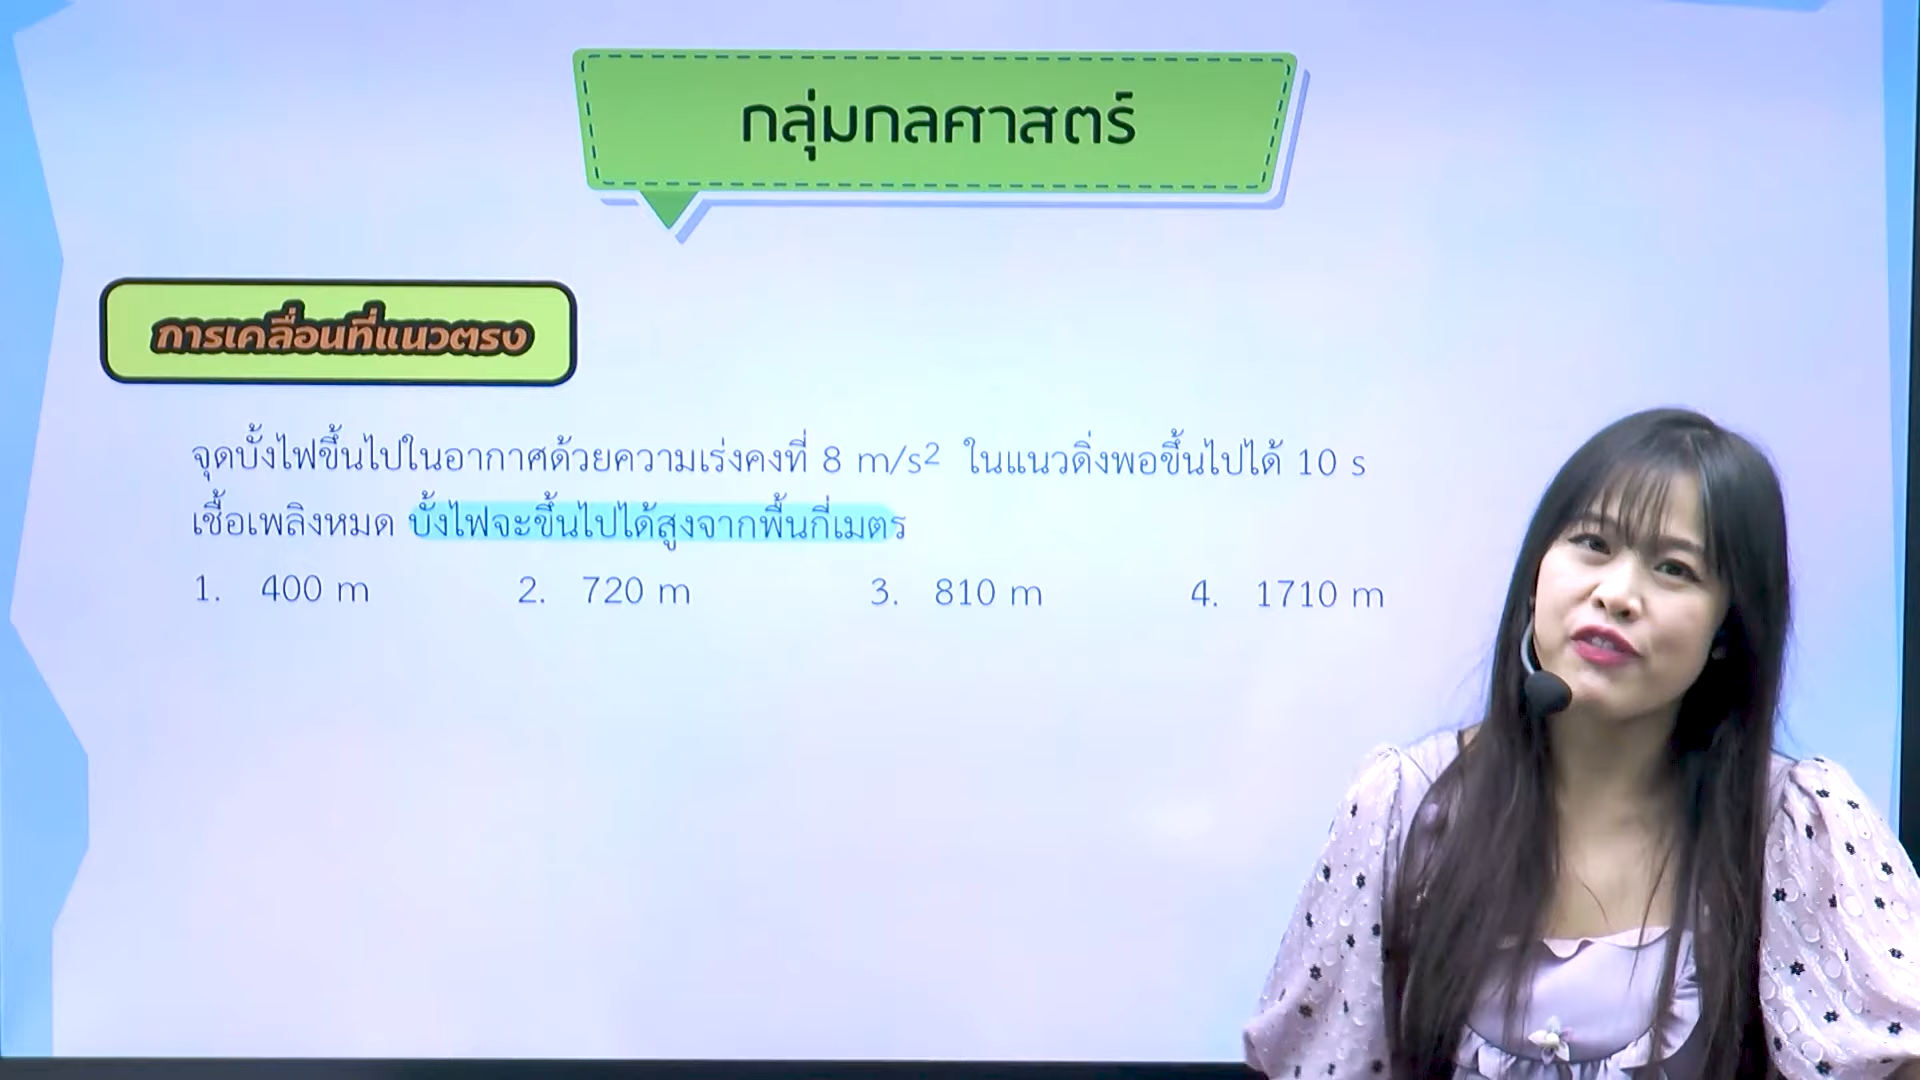 กลุ่มกลศาสตร์
การเคลื่อนที่แนวตรง
จุดบั้งไฟขึ้นไปในอากาศด้วยความเร่งคงที่ 8 m/s² ในแนวดิ่งพอขึ้นไปได้ 10 s
เชื้อเพลิงหมด บั้งไฟจะขึ้นไปได้สูงจากพื้นกี่เมตร
1. 400 m 2. 720 m 3. 810 m 4. 1710 m